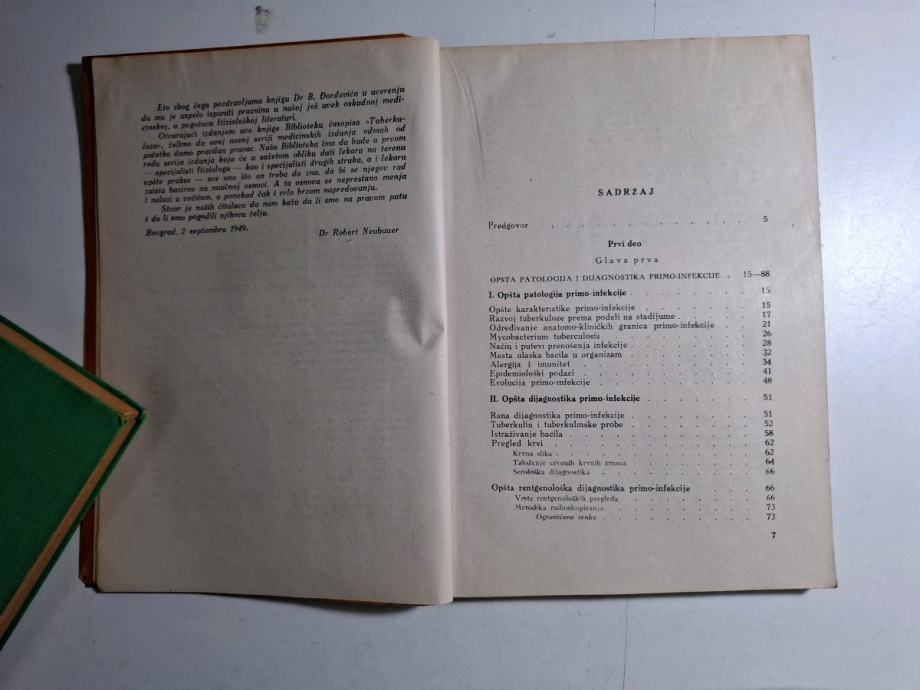 Eto zbog čega pozdravljamo knjigu Dr B. Đorđevića u uverenju
da mu je uspelo ispuniti prazninu u našoj još uvek oskudnoj medi-
cinskoj, a pogotovu ftiziološkoj literaturi.
Otvarajući izdanjem ove knjige Biblioteka časopisa »Tuberku-
loza«, želimo da ovoj novoj seriji medicinskih izdanja odmah od
početka damo pravilan pravac. Naša Biblioteka ima da bude u prvom
redu serija izdanja koja će u sažetom obliku dati lekaru na terenu
— specijalisti ftiziologu — kao i specijalisti drugih struka, a i lekaru
opšte prakse — sve ono što on treba da zna, da bi se njegov rad
zaista bazirao na naučnoj osnovi. A ta osnova se neprestano menja
i nalazi u večitom, a ponekad čak i vrlo brzom napredovanju.
Stvar je naših čitalaca da nam kažu da li smo na pravom putu
i da li smo pogodili njihovu želju.
Beograd, 2 septembra 1949. Dr Robert Neubauer
SADRŽAJ
Predgovor . . . . . . . . . . . 5
Prvi deo
Glava prva
OPŠTA PATOLOGIJA I DIJAGNOSTIKA PRIMO-INFEKCIJE . 15—88
I. Opšta patologija primo-infekcije . . . . . . . 15
Opšte karakteristike primo-infekcije . . . . . . . 15
Razvoj tuberkuloze prema podeli na stadijume . . . . . 17
Određivanje anatomo-kliničkih granica primo-infekcije . . . 21
Mycobacterium tuberculosis . . . . . . . . 26
Način i putevi prenošenja infekcije . . . . . . . 28
Mesta ulaska bacila u organizam . . . . . . . 32
Alergija i imunitet . . . . . . . . . 34
Epidemiološki podaci . . . . . . . . . 41
Evolucija primo-infekcije . . . . . . . . 48
II. Opšta dijagnostika primo-infekcije . . . . . . 51
Rana dijagnostika primo-infekcije . . . . . . . 51
Tuberkulin i tuberkulinske probe . . . . . . . 52
Istraživanje bacila . . . . . . . . . 58
Pregled krvi . . . . . . . . . . 62
Krvna slika . . . . . . . . . . 62
Taloženje crvenih krvnih zrnaca . . . . . . . 64
Serološka dijagnostika . . . . . . . . 66
Opšta rentgenološka dijagnostika primo-infekcije . . . . 66
Vrste rentgenoloških pregleda . . . . . . . 66
Metodika radioskopiranja . . . . . . . . 73
Ograničene senke . . . . . . . . 73
7